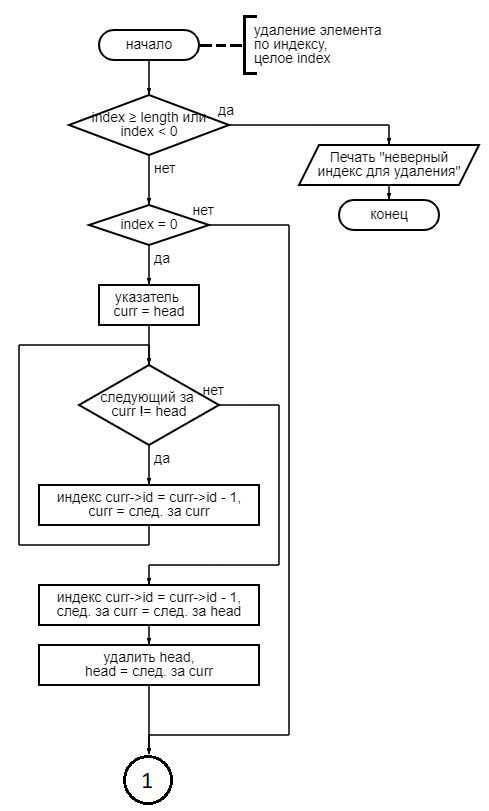 начало
удаление элемента
по индексу,
целое index
index ≥ length или
index < 0
да
нет
Печать "неверный
индекс для удаления"
конец
index = 0
нет
да
указатель
curr = head
следующий за
curr != head
нет
да
индекс curr->id = curr->id - 1,
curr = след. за curr
индекс curr->id = curr->id - 1,
след. за curr = след. за head
удалить head,
head = след. за curr
1